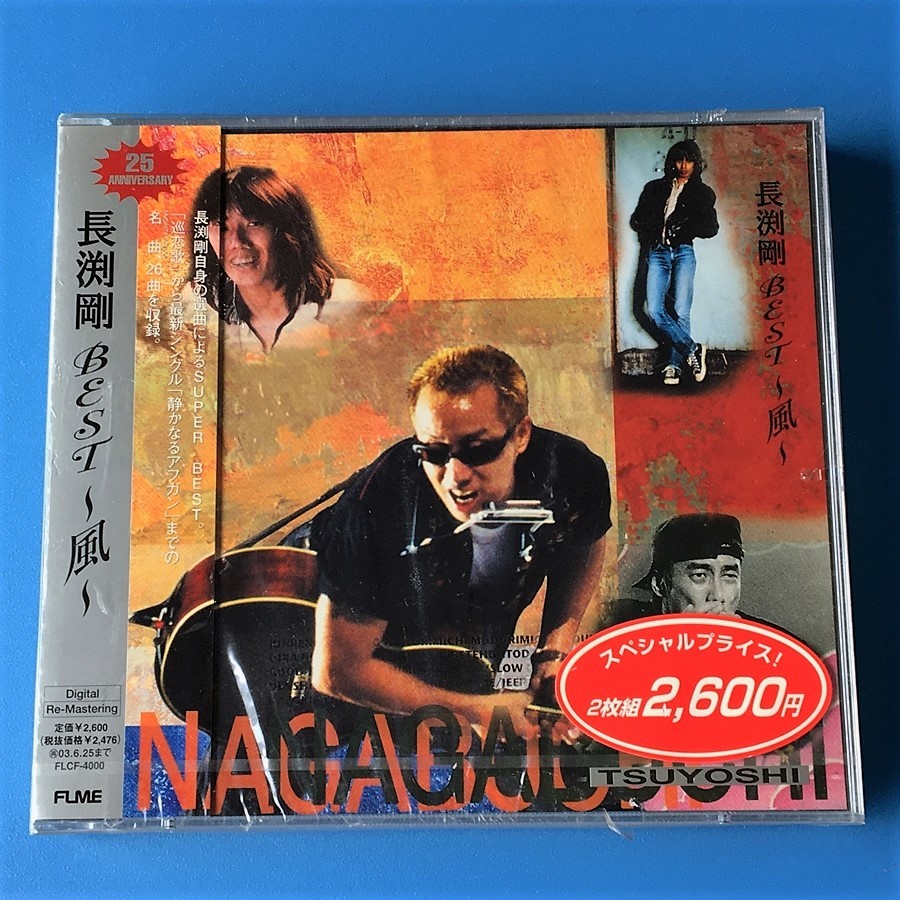 25
ANNIVERSARY
長渕剛 BEST 〜風〜
Digital
Re-Mastering
定価¥2,600
(税抜価格¥2,476)
㊑03.6.25まで
FLCF-4000
FUME
長渕剛自身の選曲によるSUPER BEST。
「巡恋歌」から最新シングル「静かなるアフガン」までの
名曲26曲を収録。
長渕剛 BEST 〜風〜
スペシャルプライス!
2枚組 2,600円
SLOW
NAGABUCHI
TSUYOSHI